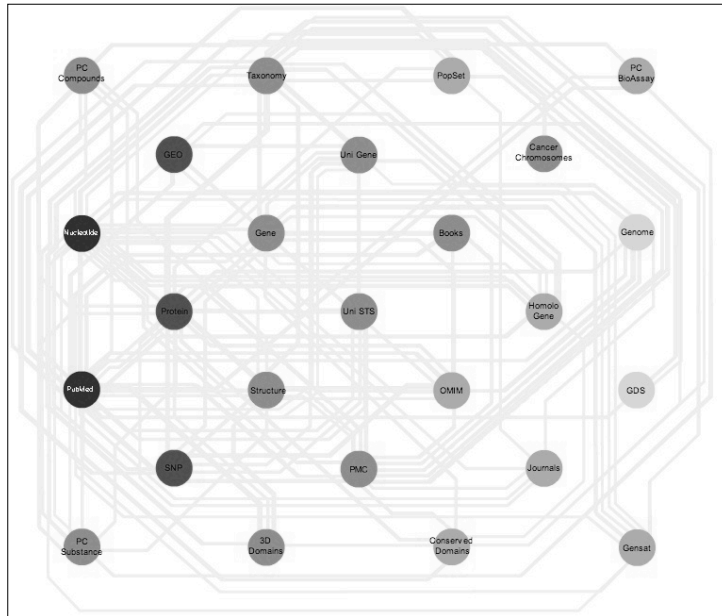 PC
Compounds
Taxonomy
PopSet
PC
BioAssay
GEO
Uni Gene
Cancer
Chromosomes
Nucleotide
Gene
Books
Genome
Protein
Uni STS
Homolo
Gene
PubMed
Structure
OMIM
GDS
SNP
PMC
Journals
PC
Substance
3D
Domains
Conserved
Domains
Gensat